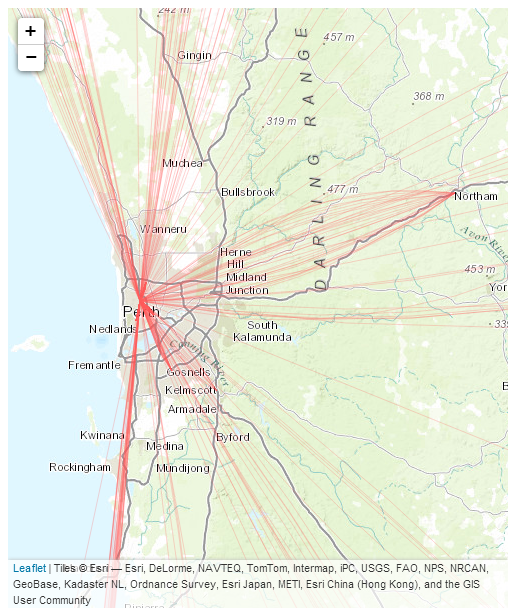 242 m
+
−
457 m
Gingin
368 m
319 m
Muchea
DARLING RANGE
477 m
Bullsbrook
Northam
Wanneru
Avon River
Herne
Hill
453 m
Midland
Junction
Perth
South
Kalamunda
Nedlands
Canning River
Fremantle
Gosnells
Kelmscott
Armadale
Kwinana
Byford
Medina
Rockingham
Mundijong
Leaflet | Tiles © Esri — Esri, DeLorme, NAVTEQ, TomTom, Intermap, iPC, USGS, FAO, NPS, NRCAN,
GeoBase, Kadaster NL, Ordnance Survey, Esri Japan, METI, Esri China (Hong Kong), and the GIS
User Community